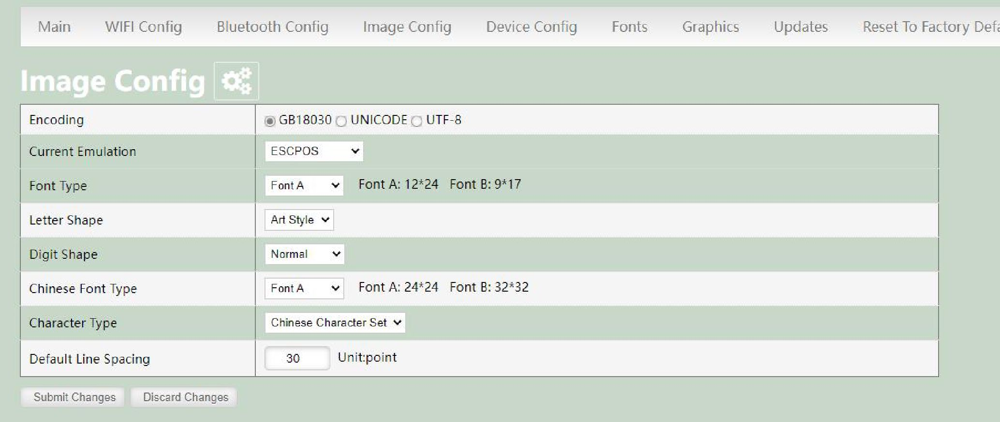 Main WIFI Config Bluetooth Config Image Config Device Config Fonts Graphics Updates Reset To Factory Defa
Image Config
Encoding GB18030 UNICODE UTF-8
Current Emulation ESCPOS
Font Type Font A Font A: 12*24 Font B: 9*17
Letter Shape Art Style
Digit Shape Normal
Chinese Font Type Font A Font A: 24*24 Font B: 32*32
Character Type Chinese Character Set
Default Line Spacing 30 Unit:point
Submit Changes Discard Changes